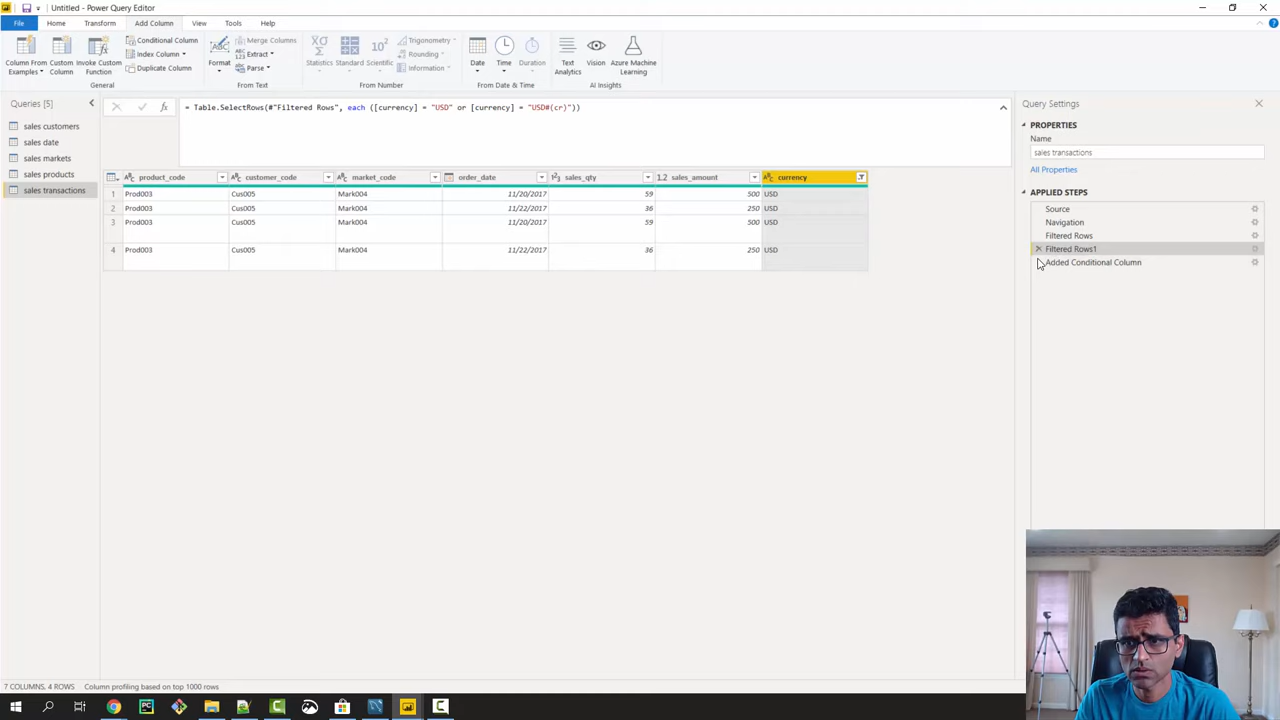 Untitled - Power Query Editor
File Home Transform Add Column View Tools Help
Column From Examples Custom Column Invoke Custom Function
Conditional Column
Index Column
Duplicate Column
General
Format
Merge Columns
Extract
Parse
From Text
Statistics Standard Scientific
Trigonometry
Rounding
Information
From Number
Date Time Duration
From Date & Time
Text Analytics Vision Azure Machine Learning
AI Insights
Queries [5]
sales customers
sales date
sales markets
sales products
sales transactions
= Table.SelectRows(#"Filtered Rows", each ([currency] = "USD" or [currency] = "USD#(cr)"))
product_code customer_code market_code order_date sales_qty sales_amount currency
1 Prod003 Cus005 Mark004 11/20/2017 59 500 USD
2 Prod003 Cus005 Mark004 11/22/2017 36 250 USD
3 Prod003 Cus005 Mark004 11/20/2017 59 500 USD
4 Prod003 Cus005 Mark004 11/22/2017 36 250 USD
Query Settings
PROPERTIES
Name
sales transactions
All Properties
APPLIED STEPS
Source
Navigation
Filtered Rows
Filtered Rows1
Added Conditional Column
7 COLUMNS, 4 ROWS Column profiling based on top 1000 rows